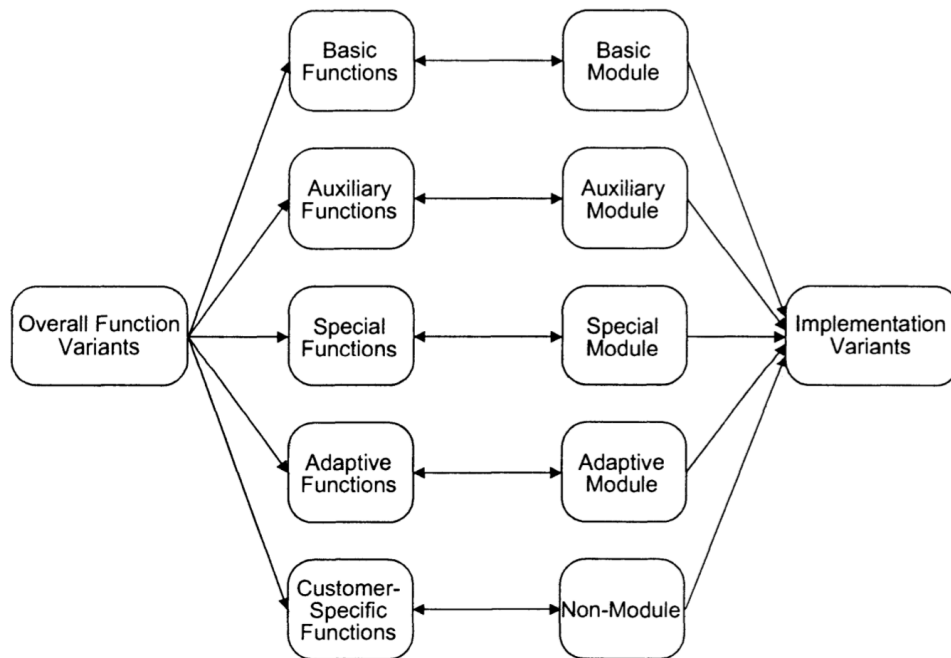 Basic
Functions
Basic
Module
Auxiliary
Functions
Auxiliary
Module
Overall Function
Variants
Special
Functions
Special
Module
Implementation
Variants
Adaptive
Functions
Adaptive
Module
Customer-
Specific
Functions
Non-Module